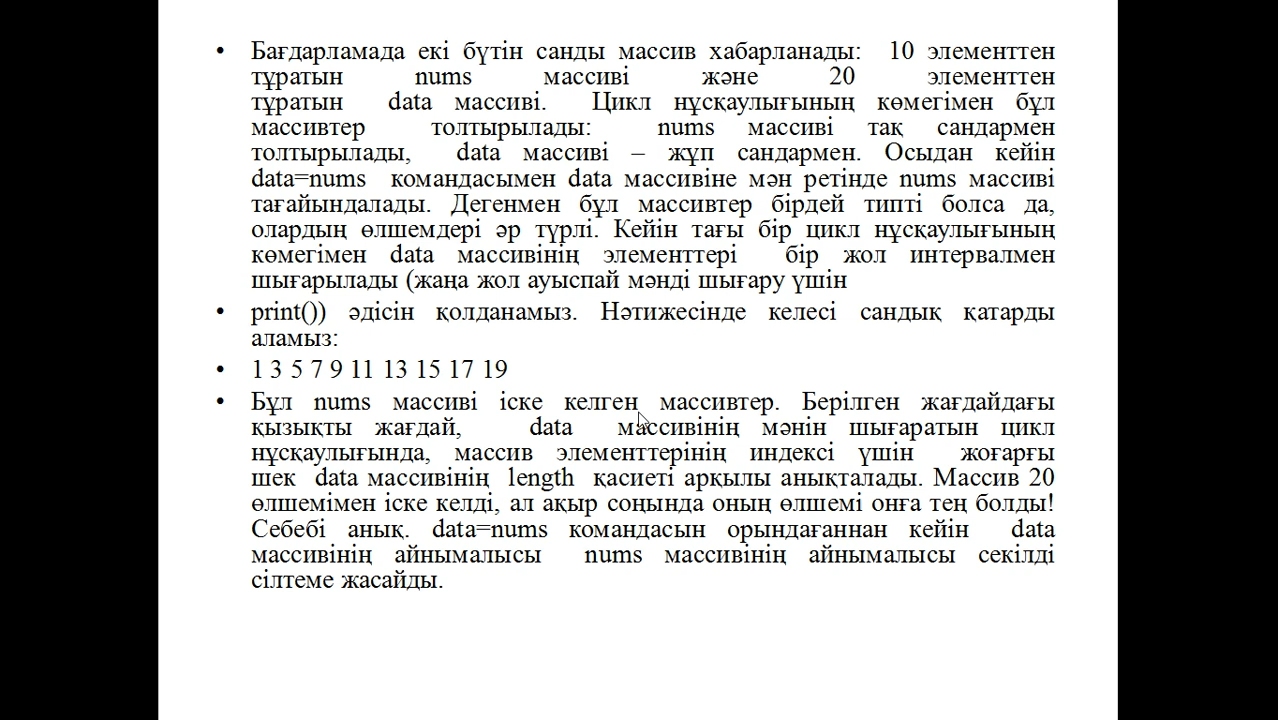 • Бағдарламада екі бүтін санды массив хабарланады: 10 элементтен
тұратын nums массиві және 20 элементтен
тұратын data массиві. Цикл нұсқаулығының көмегімен бұл
массивтер толтырылады: nums массиві тақ сандармен
толтырылады, data массиві – жұп сандармен. Осыдан кейін
data=nums командасымен data массивіне мән ретінде nums массиві
тағайындалады. Дегенмен бұл массивтер бірдей типті болса да,
олардың өлшемдері әр түрлі. Кейін тағы бір цикл нұсқаулығының
көмегімен data массивінің элементтері бір жол интервалмен
шығарылады (жаңа жол ауыспай мәнді шығару үшін
• print()) әдісін қолданамыз. Нәтижесінде келесі сандық қатарды
аламыз:
• 1 3 5 7 9 11 13 15 17 19
• Бұл nums массиві іске келген массивтер. Берілген жағдайдағы
қызықты жағдай, data массивінің мәнін шығаратын цикл
нұсқаулығында, массив элементтерінің индексі үшін жоғарғы
шек data массивінің length қасиеті арқылы анықталады. Массив 20
өлшемімен іске келді, ал ақыр соңында оның өлшемі онға тең болды!
Себебі анық. data=nums командасын орындағаннан кейін data
массивінің айнымалысы nums массивінің айнымалысы секілді
сілтеме жасайды.